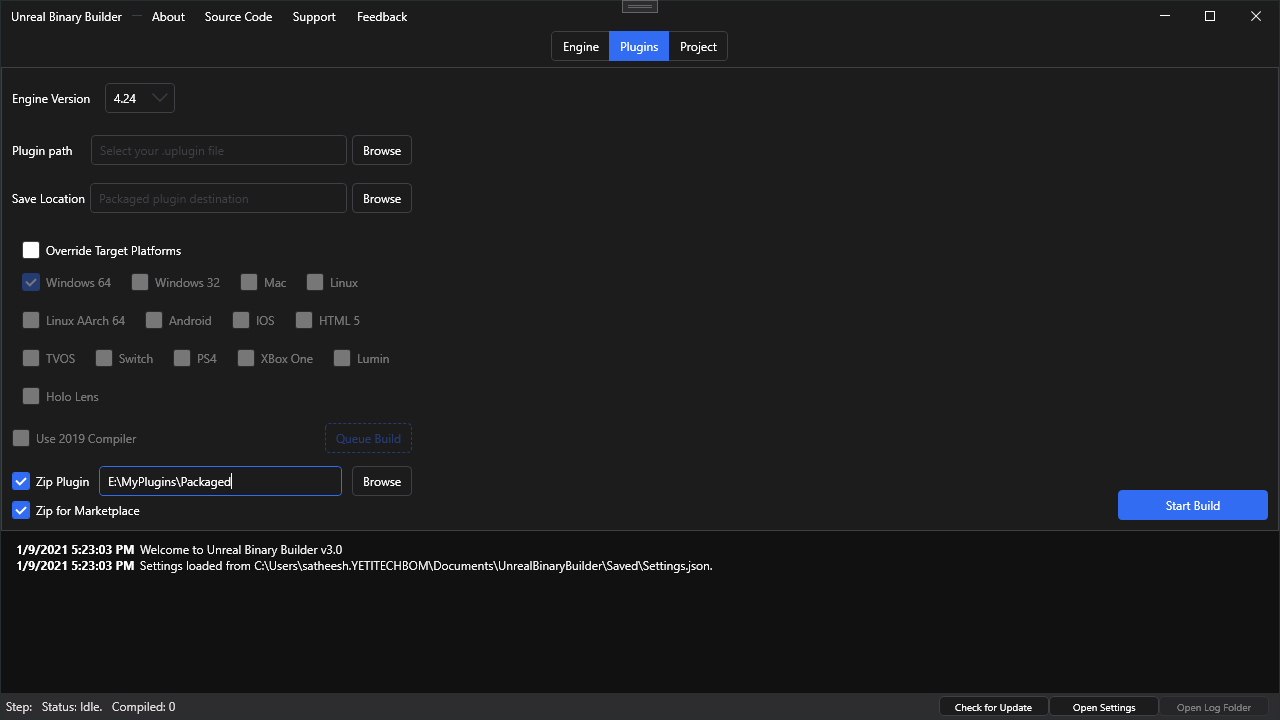 Unreal Binary Builder — About Source Code Support Feedback
Engine Plugins Project
Engine Version 4.24
Plugin path Select your .uplugin file Browse
Save Location Packaged plugin destination Browse
Override Target Platforms
Windows 64 Windows 32 Mac Linux
Linux AArch 64 Android IOS HTML 5
TVOS Switch PS4 XBox One Lumin
Holo Lens
Use 2019 Compiler Queue Build
Zip Plugin E:\MyPlugins\Packaged Browse
Zip for Marketplace
Start Build
1/9/2021 5:23:03 PM Welcome to Unreal Binary Builder v3.0
1/9/2021 5:23:03 PM Settings loaded from C:\Users\satheesh.YETITECHBOM\Documents\UnrealBinaryBuilder\Saved\Settings.json.
Step: Status: Idle. Compiled: 0 Check for Update Open Settings Open Log Folder